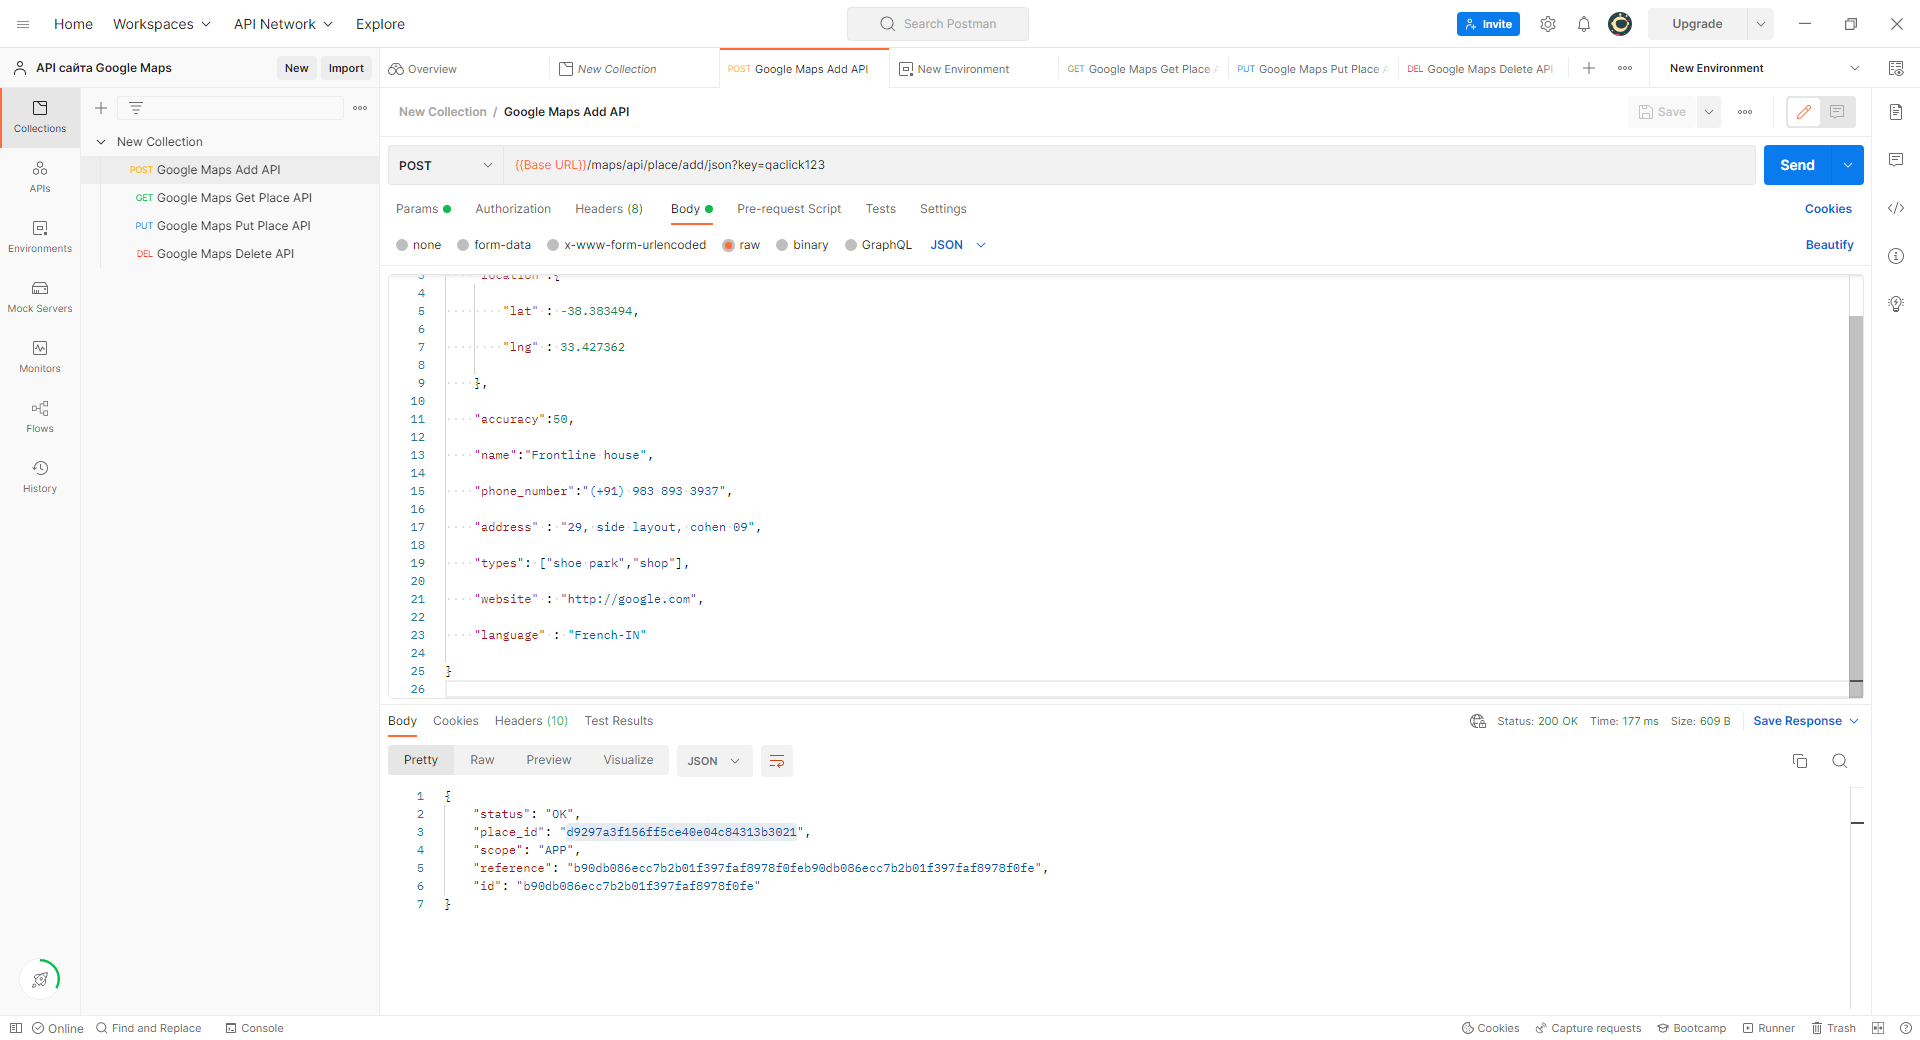 Home Workspaces API Network Explore Search Postman Invite Upgrade
API сайта Google Maps New Import Overview New Collection POST Google Maps Add API New Environment GET Google Maps Get Place PUT Google Maps Put Place DEL Google Maps Delete API New Environment
New Collection / Google Maps Add API Save
Collections
APIs
Environments
Mock Servers
Monitors
Flows
History
New Collection
POST Google Maps Add API
GET Google Maps Get Place API
PUT Google Maps Put Place API
DEL Google Maps Delete API
POST {{Base URL}}/maps/api/place/add/json?key=qaclick123 Send
Params Authorization Headers (8) Body Pre-request Script Tests Settings Cookies
none form-data x-www-form-urlencoded raw binary GraphQL JSON Beautify
3 "location":{
4
5 "lat" : -38.383494,
6
7 "lng" : 33.427362
8
9 },
10
11 "accuracy":50,
12
13 "name":"Frontline house",
14
15 "phone_number":"(+91) 983 893 3937",
16
17 "address" : "29, side layout, cohen 09",
18
19 "types": ["shoe park","shop"],
20
21 "website" : "http://google.com",
22
23 "language" : "French-IN"
24
25 }
26
Body Cookies Headers (10) Test Results Status: 200 OK Time: 177 ms Size: 609 B Save Response
Pretty Raw Preview Visualize JSON
1 {
2 "status": "OK",
3 "place_id": "d9297a3f156ff5ce40e04c84313b3021",
4 "scope": "APP",
5 "reference": "b90db086ecc7b2b01f397faf8978f0feb90db086ecc7b2b01f397faf8978f0fe",
6 "id": "b90db086ecc7b2b01f397faf8978f0fe"
7 }
Online Find and Replace Console Cookies Capture requests Bootcamp Runner Trash